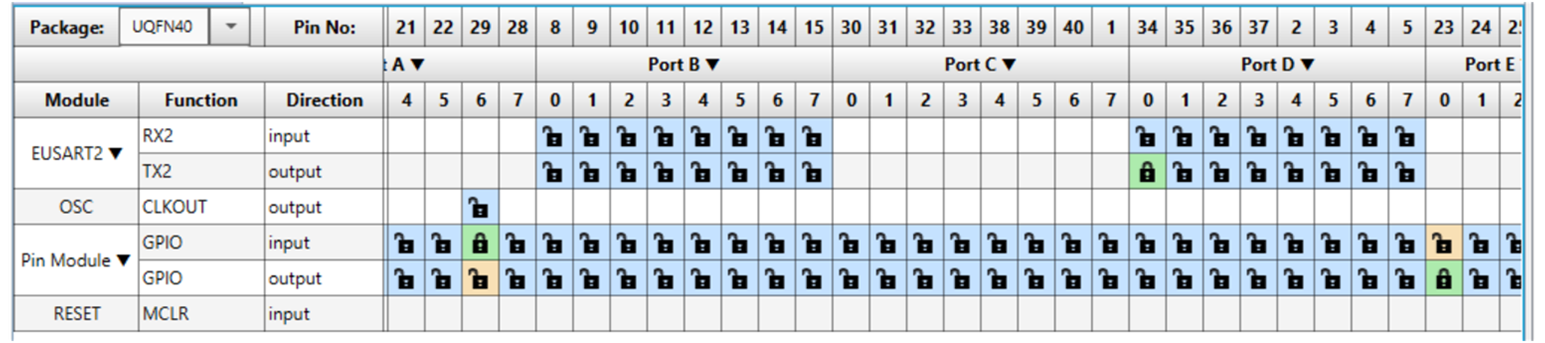 Package: UQFN40 Pin No: 21 22 29 28 8 9 10 11 12 13 14 15 30 31 32 33 38 39 40 1 34 35 36 37 2 3 4 5 23 24
A ▼ Port B ▼ Port C ▼ Port D ▼ Port E
Module Function Direction 4 5 6 7 0 1 2 3 4 5 6 7 0 1 2 3 4 5 6 7 0 1 2 3 4 5 6 7 0 1 2
EUSART2 ▼ RX2 input
TX2 output
OSC CLKOUT output
Pin Module ▼ GPIO input
GPIO output
RESET MCLR input